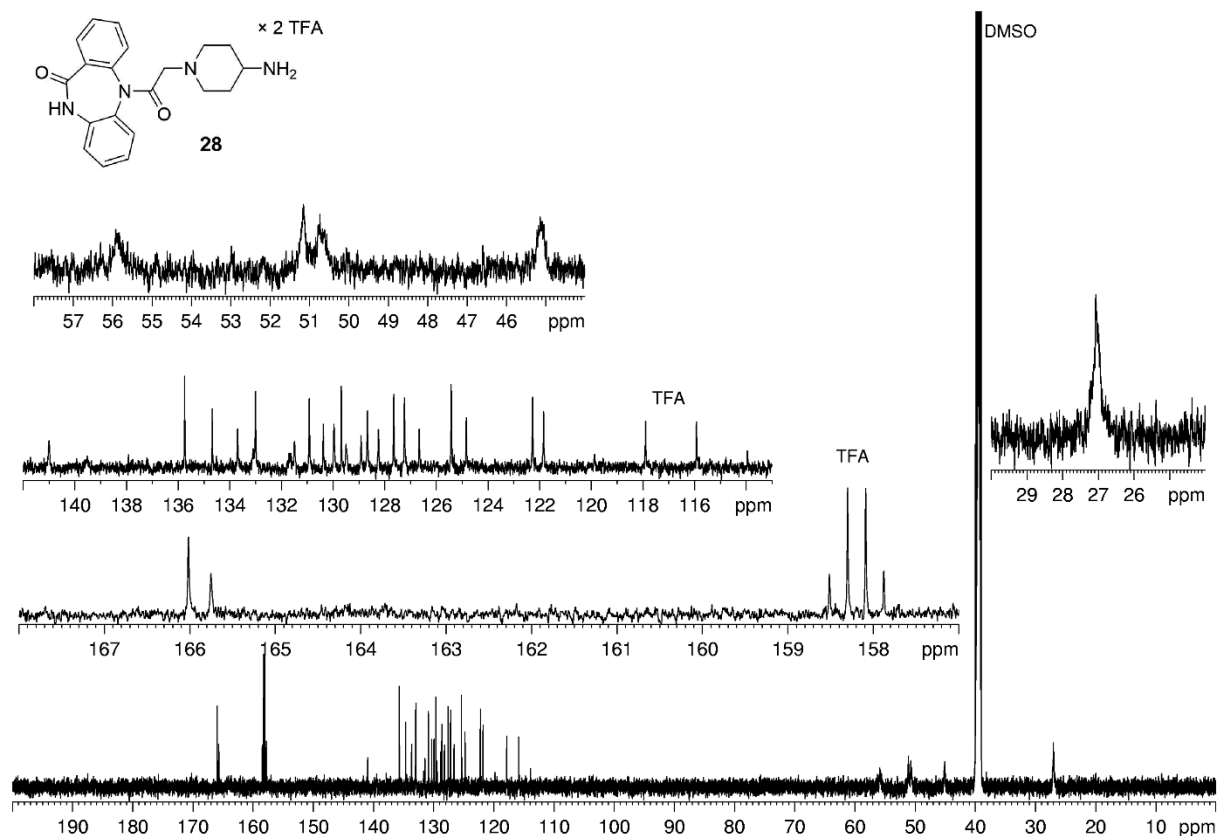 × 2 TFA
O
N
NH₂
HN
N
O
28
DMSO
57 56 55 54 53 52 51 50 49 48 47 46 ppm
TFA
140 138 136 134 132 130 128 126 124 122 120 118 116 ppm
29 28 27 26 ppm
TFA
167 166 165 164 163 162 161 160 159 158 ppm
190 180 170 160 150 140 130 120 110 100 90 80 70 60 50 40 30 20 10 ppm